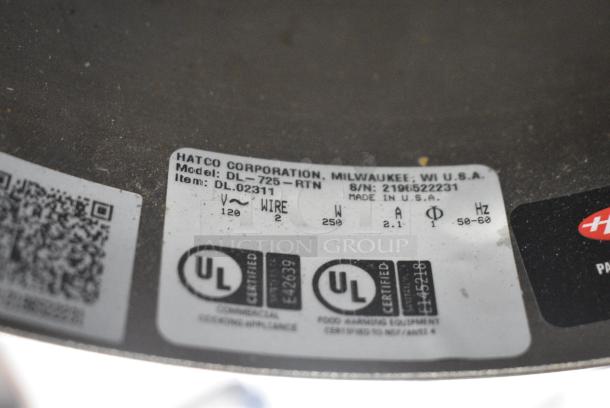 HATCO CORPORATION, MILWAUKEE, WI U.S.A.
Model: DL-725-RTN S/N: 2196522231
Item: DL.02311 MADE IN U.S.A.
V~ WIRE W A Φ Hz
120 2 250 2.1 1 50-60
AUCTION GROUP
UL CERTIFIED E42639
UL CERTIFIED E145218
COMMERCIAL
COOKING APPLIANCE
FOOD WARMING EQUIPMENT
CERTIFIED TO NSF/ANSI 4
H
PA